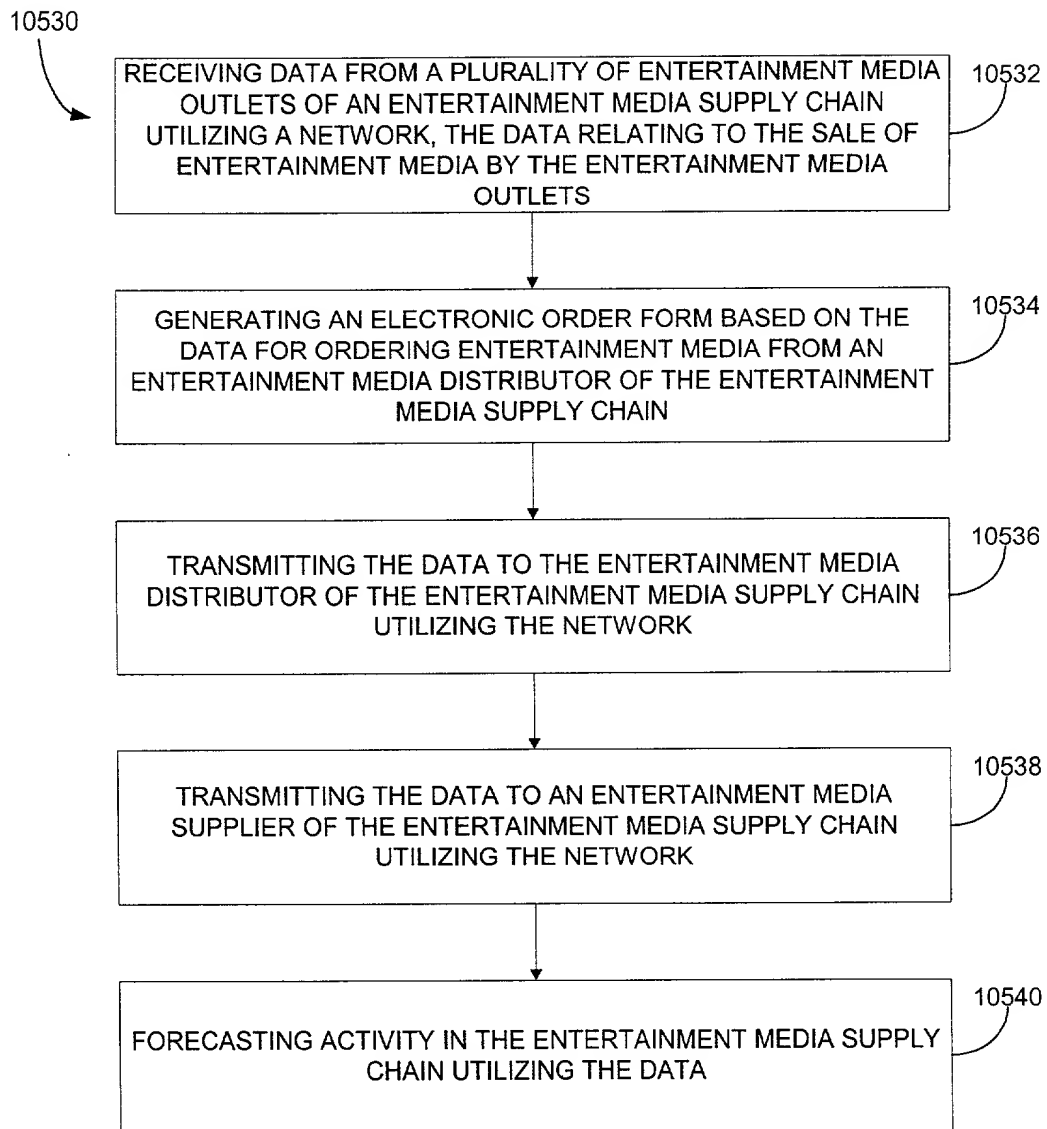 10530
RECEIVING DATA FROM A PLURALITY OF ENTERTAINMENT MEDIA
OUTLETS OF AN ENTERTAINMENT MEDIA SUPPLY CHAIN
UTILIZING A NETWORK, THE DATA RELATING TO THE SALE OF
ENTERTAINMENT MEDIA BY THE ENTERTAINMENT MEDIA
OUTLETS
10532
GENERATING AN ELECTRONIC ORDER FORM BASED ON THE
DATA FOR ORDERING ENTERTAINMENT MEDIA FROM AN
ENTERTAINMENT MEDIA DISTRIBUTOR OF THE ENTERTAINMENT
MEDIA SUPPLY CHAIN
10534
TRANSMITTING THE DATA TO THE ENTERTAINMENT MEDIA
DISTRIBUTOR OF THE ENTERTAINMENT MEDIA SUPPLY CHAIN
UTILIZING THE NETWORK
10536
TRANSMITTING THE DATA TO AN ENTERTAINMENT MEDIA
SUPPLIER OF THE ENTERTAINMENT MEDIA SUPPLY CHAIN
UTILIZING THE NETWORK
10538
FORECASTING ACTIVITY IN THE ENTERTAINMENT MEDIA SUPPLY
CHAIN UTILIZING THE DATA
10540